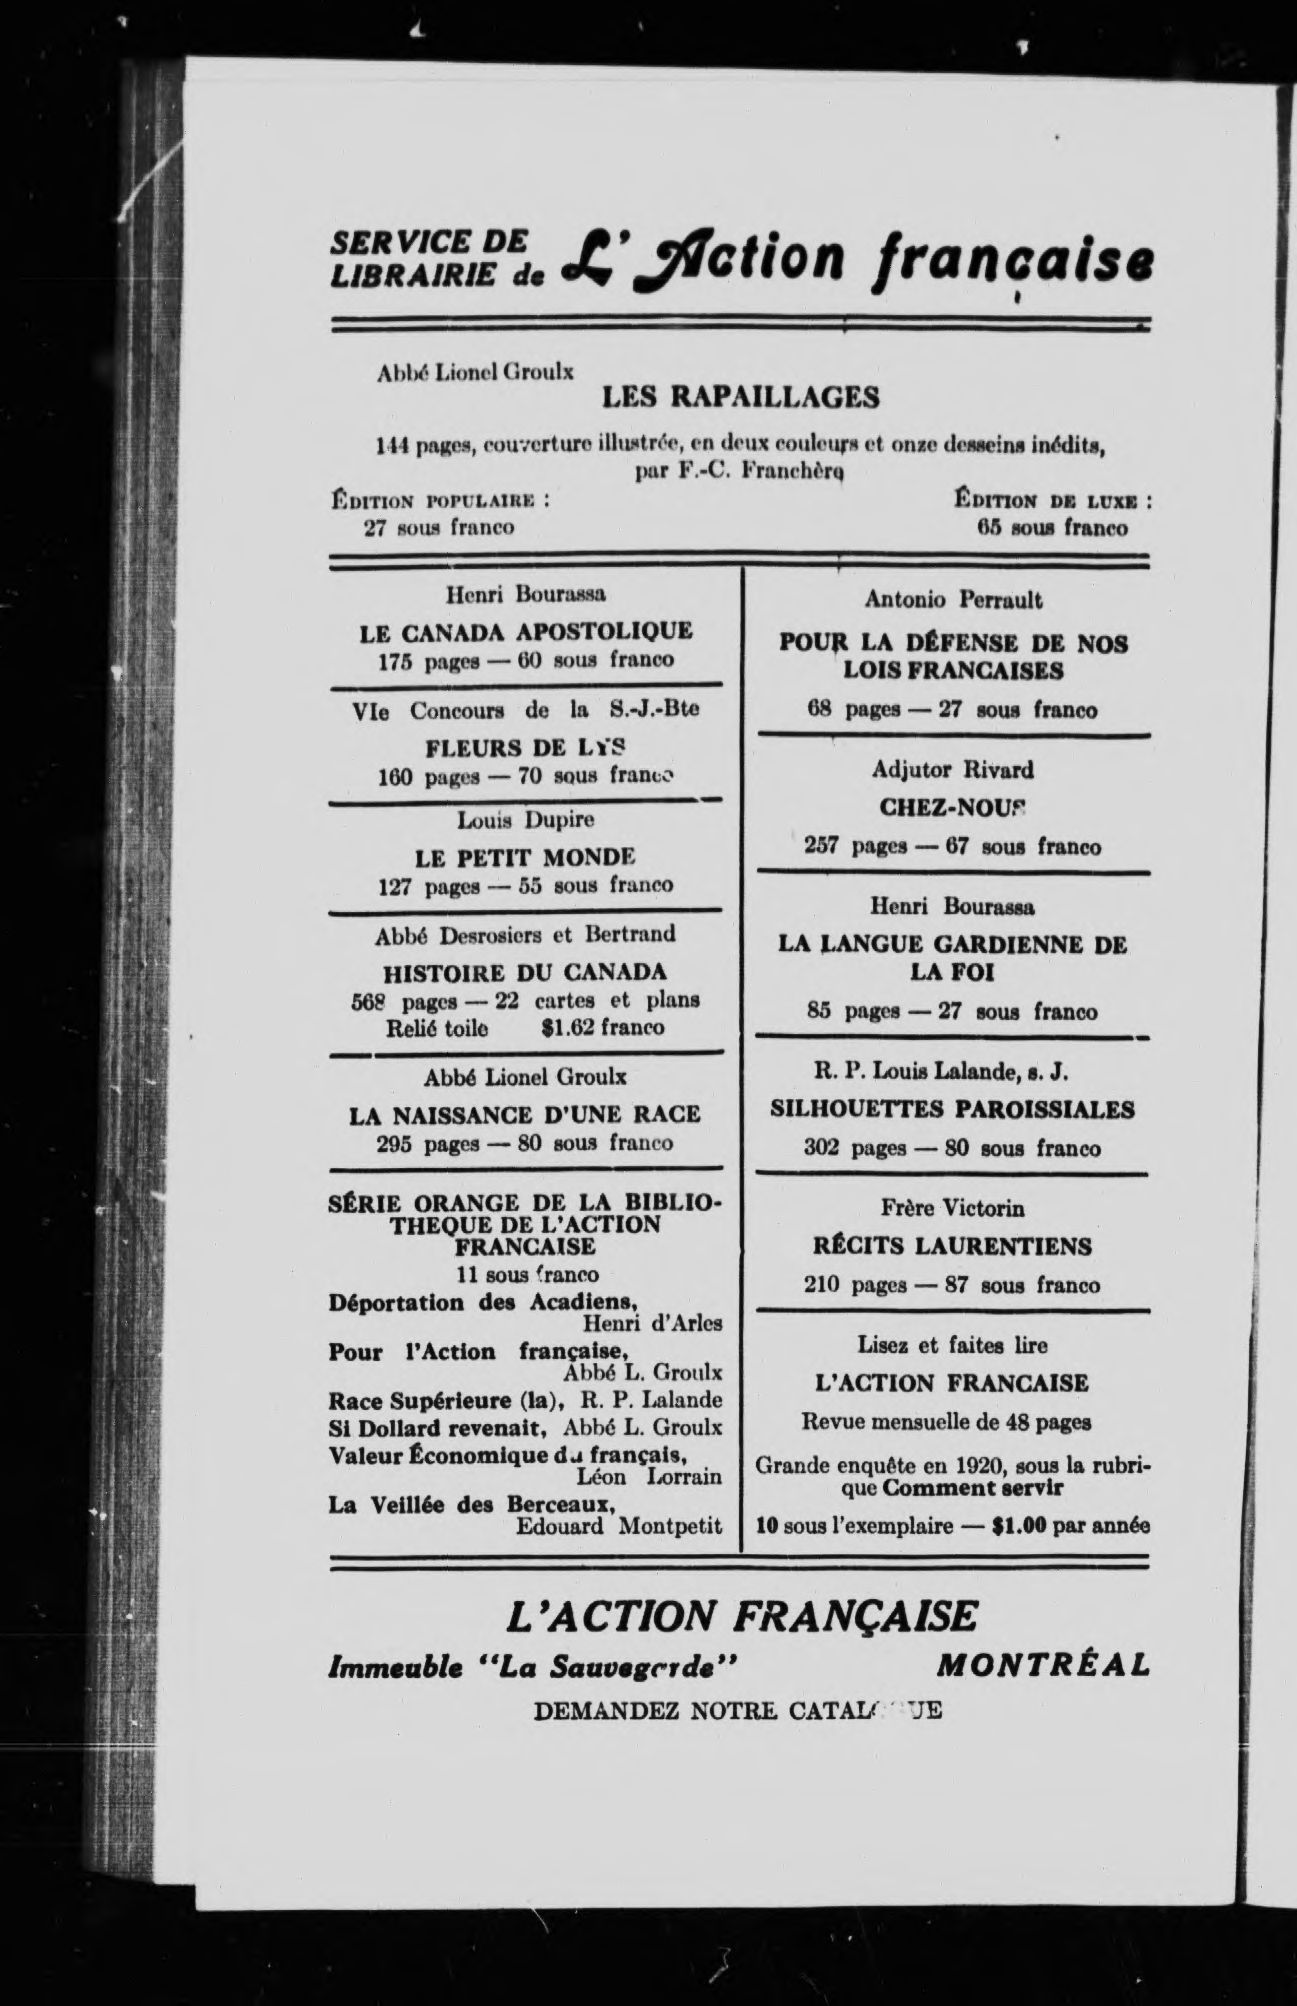 SERVICE DE
LIBRAIRIE de L'Action française
Abbé Lionel Groulx
LES RAPAILLAGES
144 pages, couverture illustrée, en deux couleurs et onze desseins inédits,
par F.-C. Franchère
ÉDITION POPULAIRE :
27 sous franco
ÉDITION DE LUXE :
65 sous franco
Henri Bourassa
LE CANADA APOSTOLIQUE
175 pages — 60 sous franco
VIe Concours de la S.-J.-Bte
FLEURS DE LYS
160 pages — 70 sous franco
Louis Dupire
LE PETIT MONDE
127 pages — 55 sous franco
Abbé Desrosiers et Bertrand
HISTOIRE DU CANADA
568 pages — 22 cartes et plans
Relié toile $1.62 franco
Abbé Lionel Groulx
LA NAISSANCE D'UNE RACE
295 pages — 80 sous franco
SÉRIE ORANGE DE LA BIBLIO-
THEQUE DE L'ACTION
FRANCAISE
11 sous franco
Déportation des Acadiens,
Henri d'Arles
Pour l'Action française,
Abbé L. Groulx
Race Supérieure (la), R. P. Lalande
Si Dollard revenait, Abbé L. Groulx
Valeur Économique du français,
Léon Lorrain
La Veillée des Berceaux,
Edouard Montpetit
Antonio Perrault
POUR LA DÉFENSE DE NOS
LOIS FRANCAISES
68 pages — 27 sous franco
Adjutor Rivard
CHEZ-NOUS
257 pages — 67 sous franco
Henri Bourassa
LA LANGUE GARDIENNE DE
LA FOI
85 pages — 27 sous franco
R. P. Louis Lalande, s. J.
SILHOUETTES PAROISSIALES
302 pages — 80 sous franco
Frère Victorin
RÉCITS LAURENTIENS
210 pages — 87 sous franco
Lisez et faites lire
L'ACTION FRANCAISE
Revue mensuelle de 48 pages
Grande enquête en 1920, sous la rubri-
que Comment servir
10 sous l'exemplaire — $1.00 par année
L'ACTION FRANÇAISE
Immeuble "La Sauvegarde" MONTRÉAL
DEMANDEZ NOTRE CATALOGUE